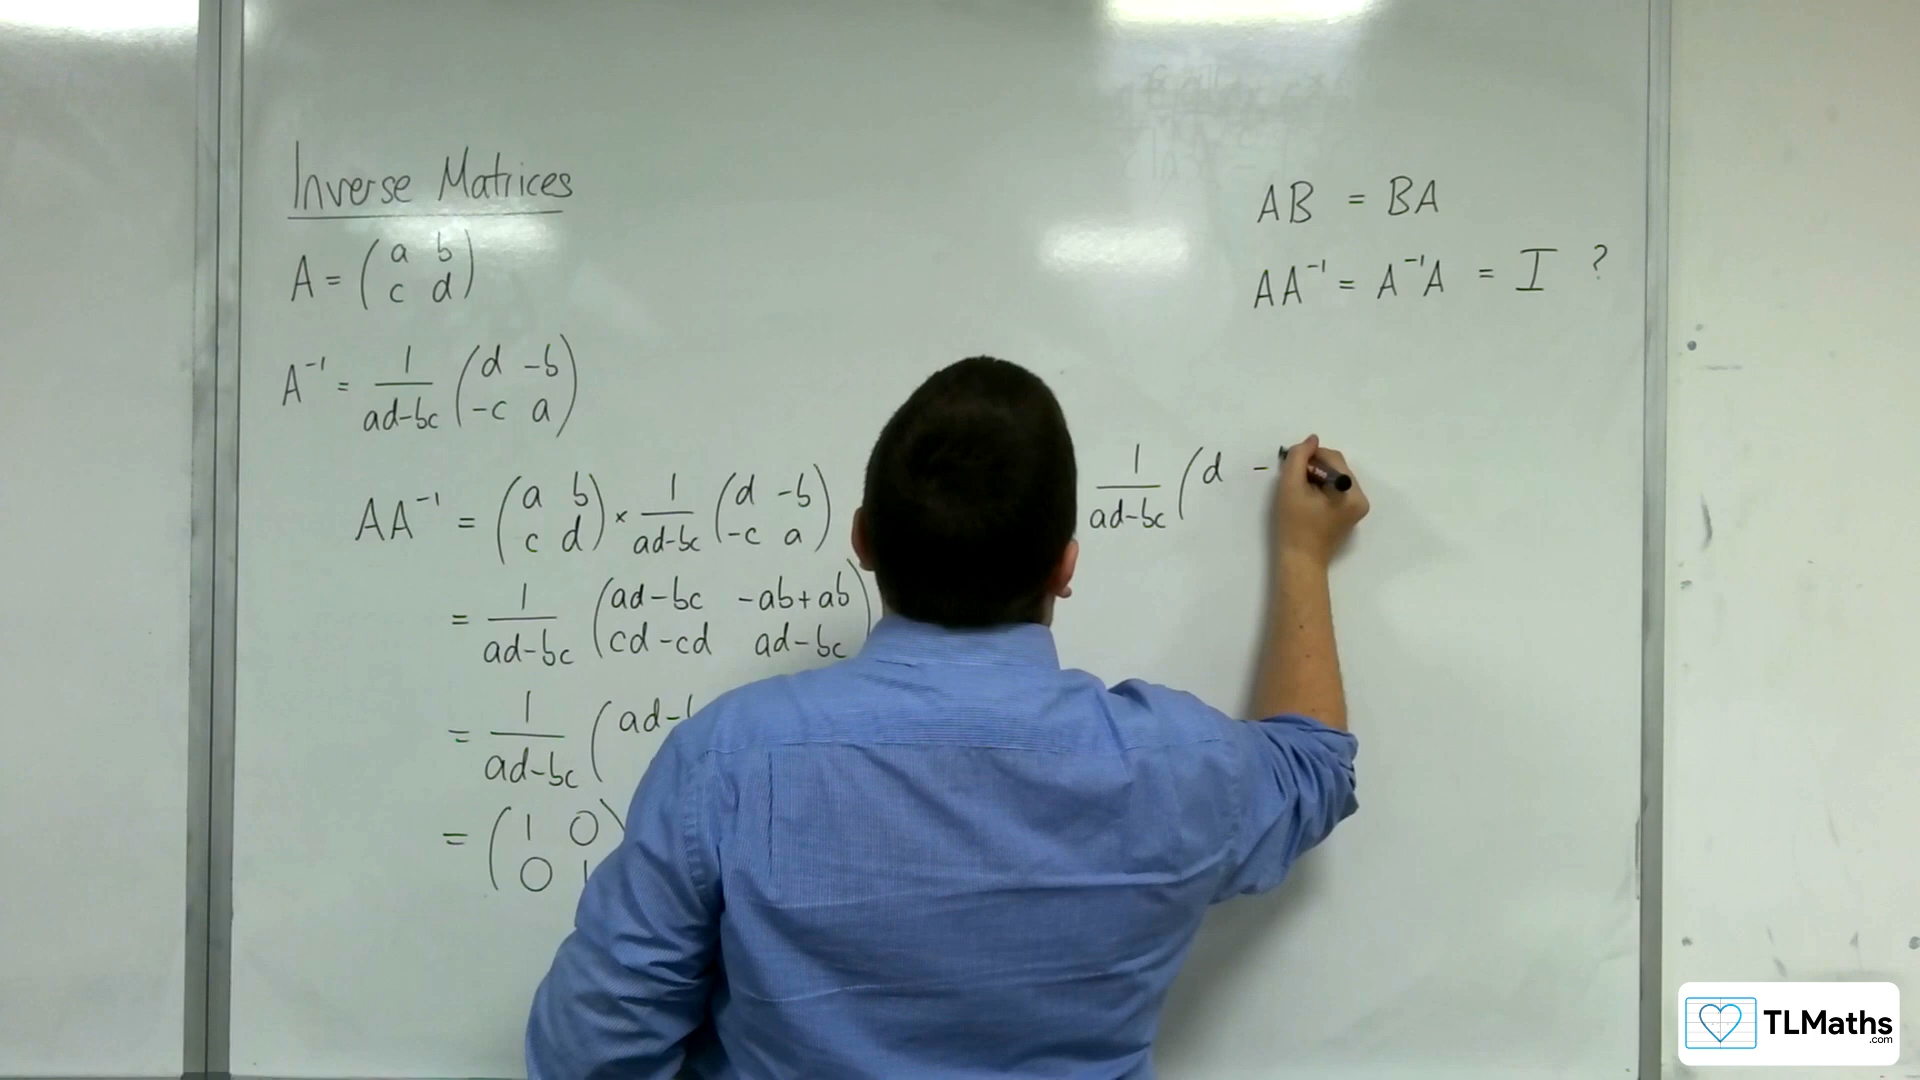 Inverse Matrices
A = ( a b
c d )
A⁻¹ = 1/(ad-bc) ( d -b
-c a )
AA⁻¹ = ( a b
c d ) × 1/(ad-bc) ( d -b
-c a )
= 1/(ad-bc) ( ad-bc -ab+ab
cd-cd ad-bc
= 1/(ad-bc) ( ad-
= ( 1 0 )
0 1
AB = BA
AA⁻¹ = A⁻¹A = I ?
1/(ad-bc) ( d -
TLMaths
.com